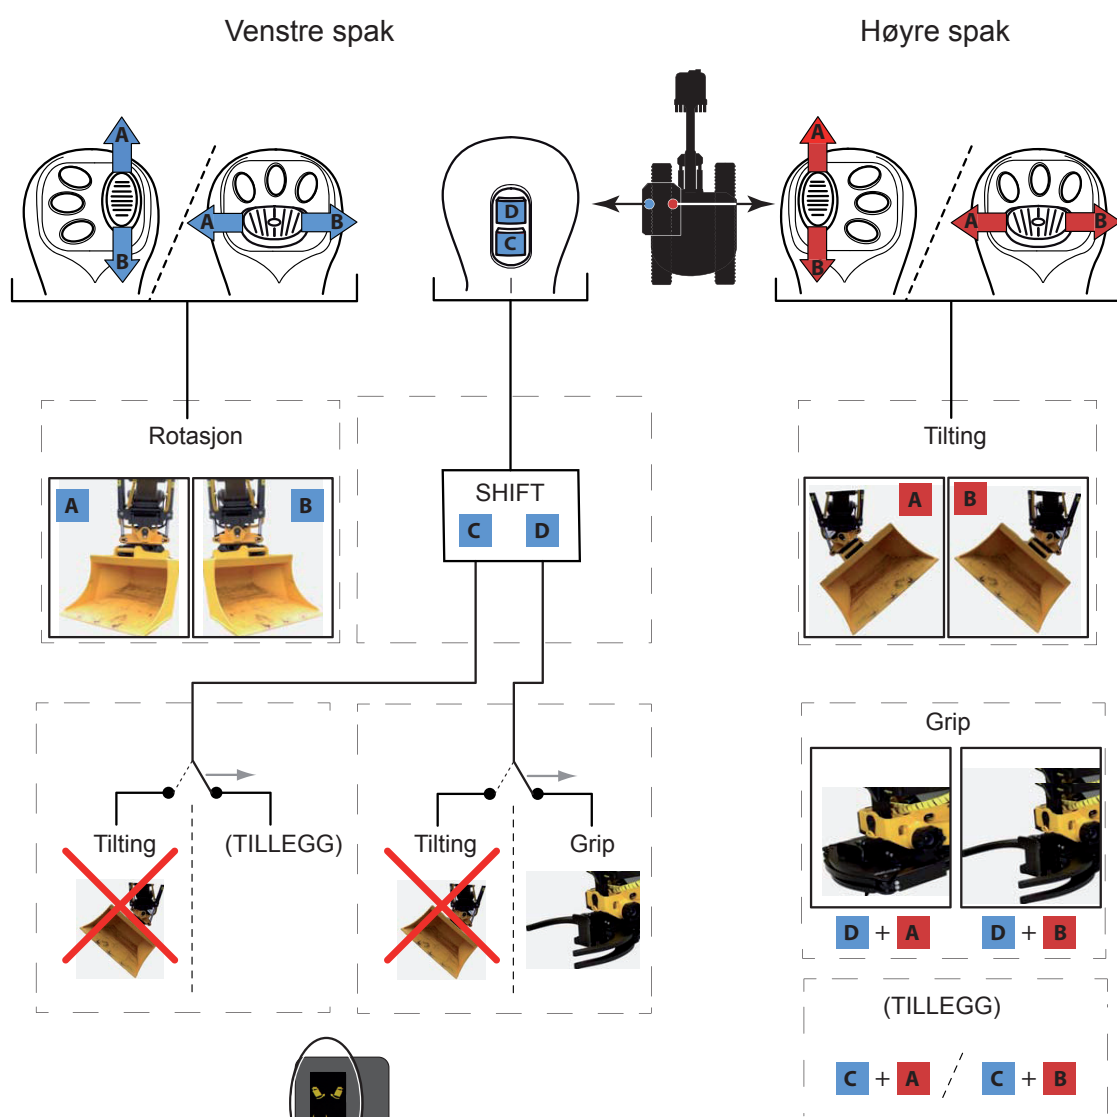 Venstre spak
Høyre spak
A
B
A
B
D
C
A
B
A
B
Rotasjon
A
B
SHIFT
C
D
Tilting
A
B
Tilting
(TILLEGG)
Tilting
Grip
Grip
D + A
D + B
(TILLEGG)
C + A
C + B